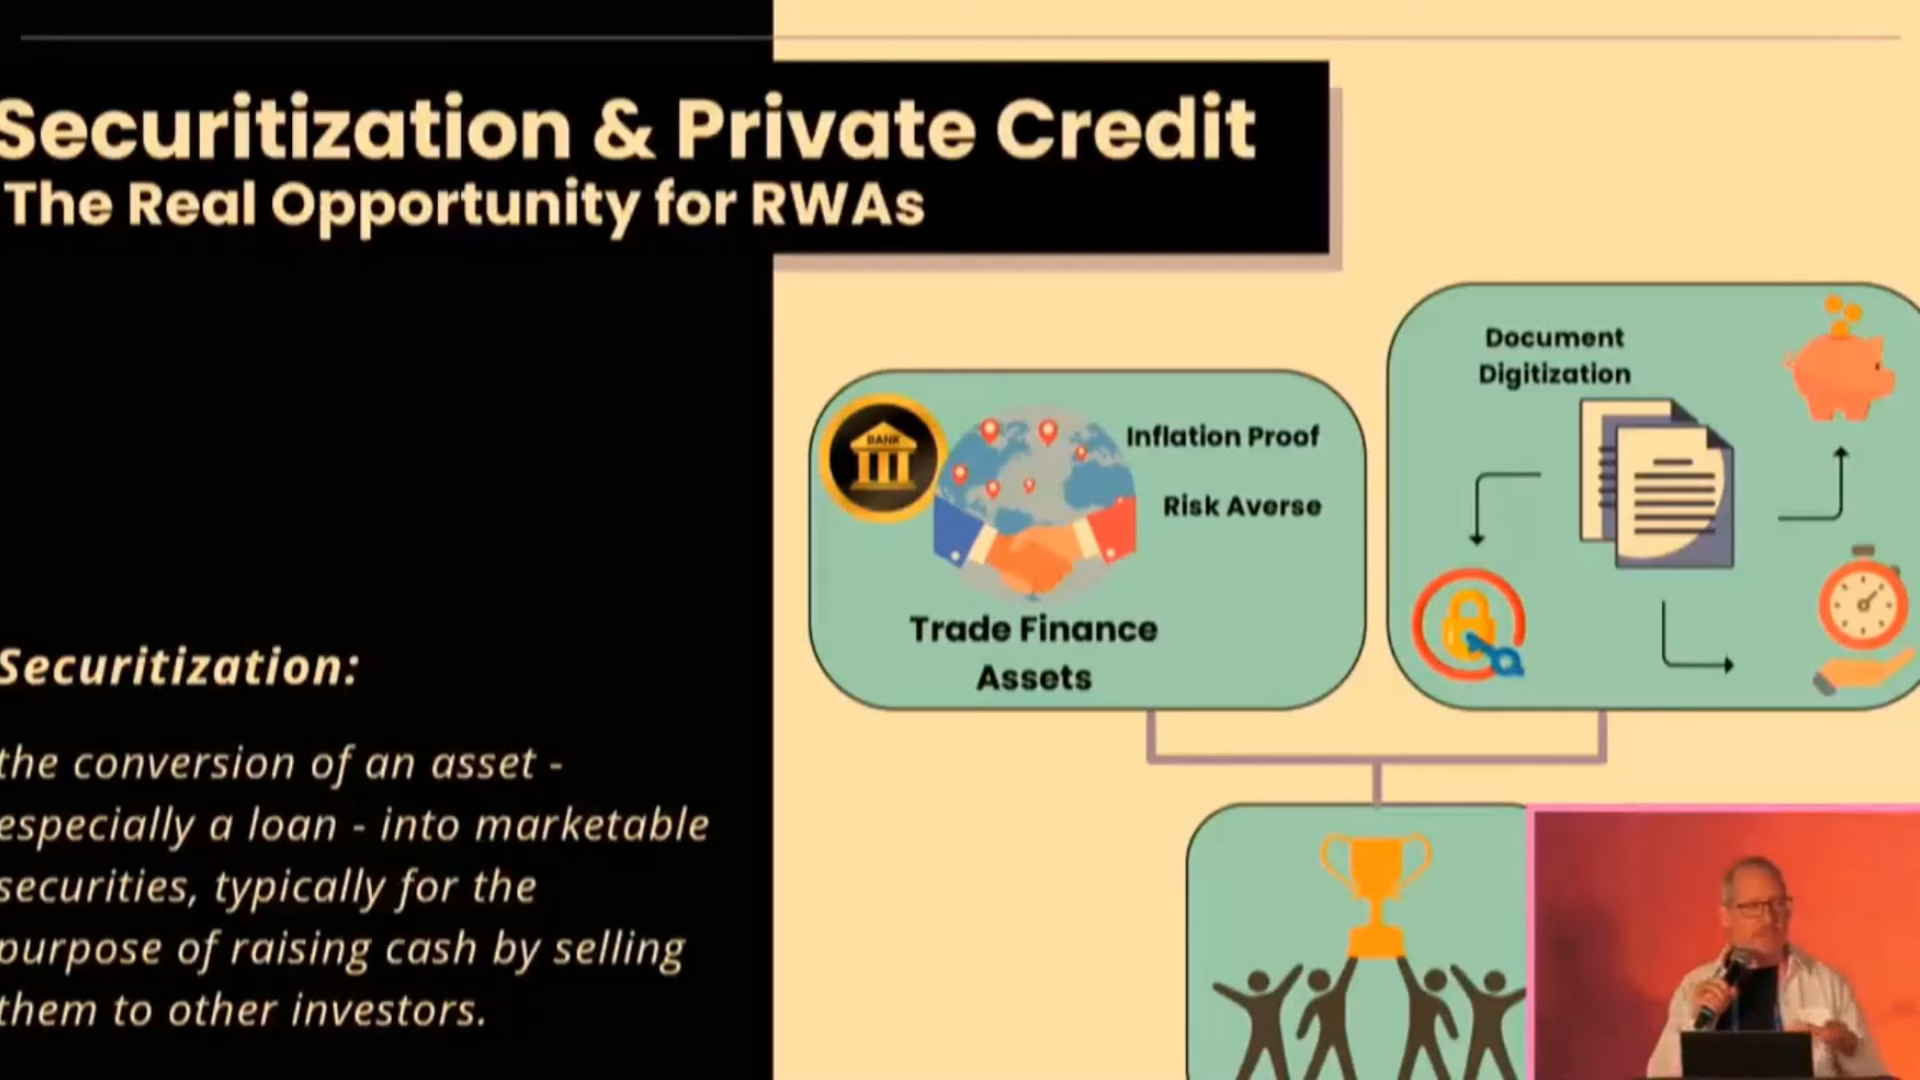 Securitization & Private Credit
The Real Opportunity for RWAs
Securitization:
the conversion of an asset -
especially a loan - into marketable
securities, typically for the
purpose of raising cash by selling
them to other investors.
BANK
Inflation Proof
Risk Averse
Trade Finance
Assets
Document
Digitization